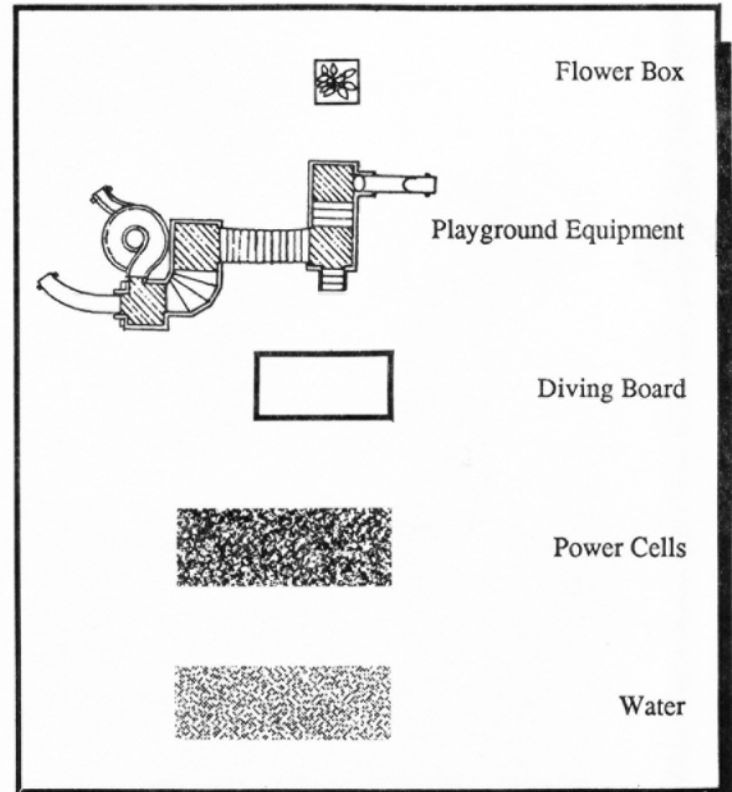 Flower Box
Playground Equipment
Diving Board
Power Cells
Water